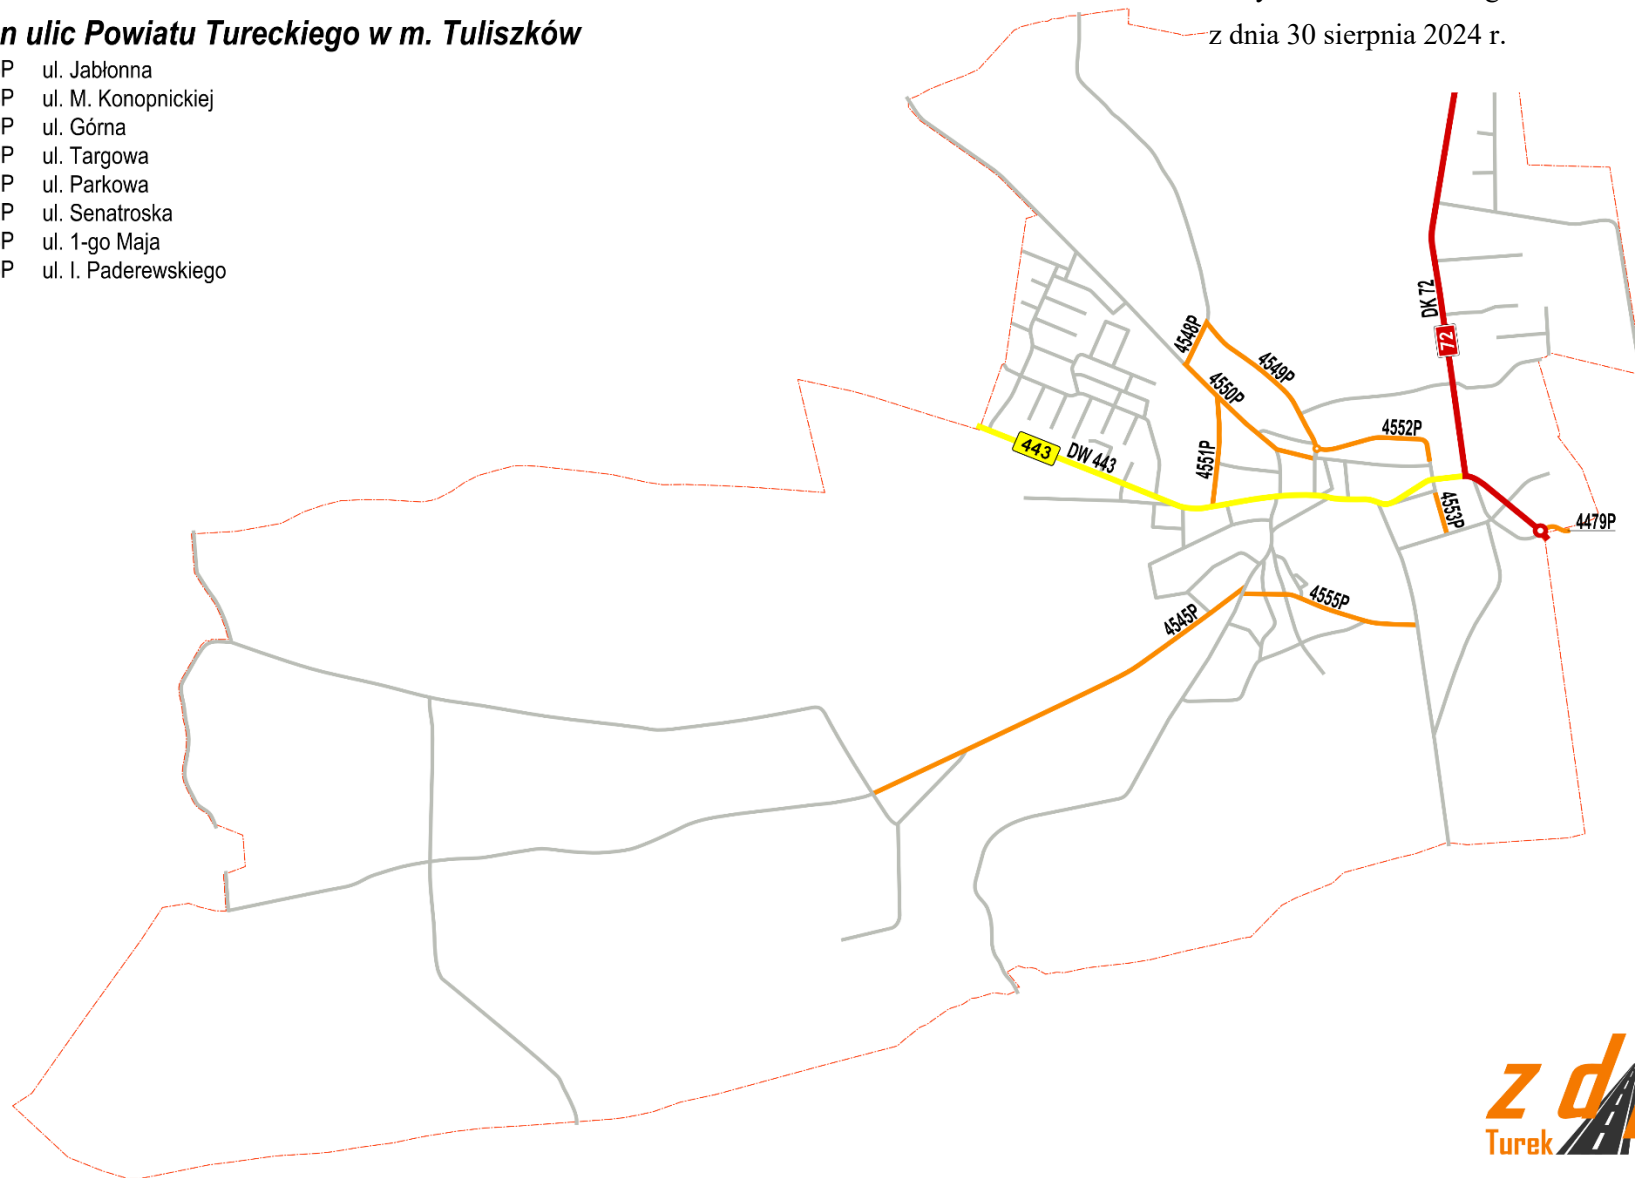 z dnia 30 sierpnia 2024 r.
n ulic Powiatu Tureckiego w m. Tuliszków
P ul. Jabłonna
P ul. M. Konopnickiej
P ul. Górna
P ul. Targowa
P ul. Parkowa
P ul. Senatroska
P ul. 1-go Maja
P ul. I. Paderewskiego
DK 72
72
4548P
4549P
4550P
4552P
443
DW 443
4551P
4553P
4479P
4545P
4555P
zd
Turek